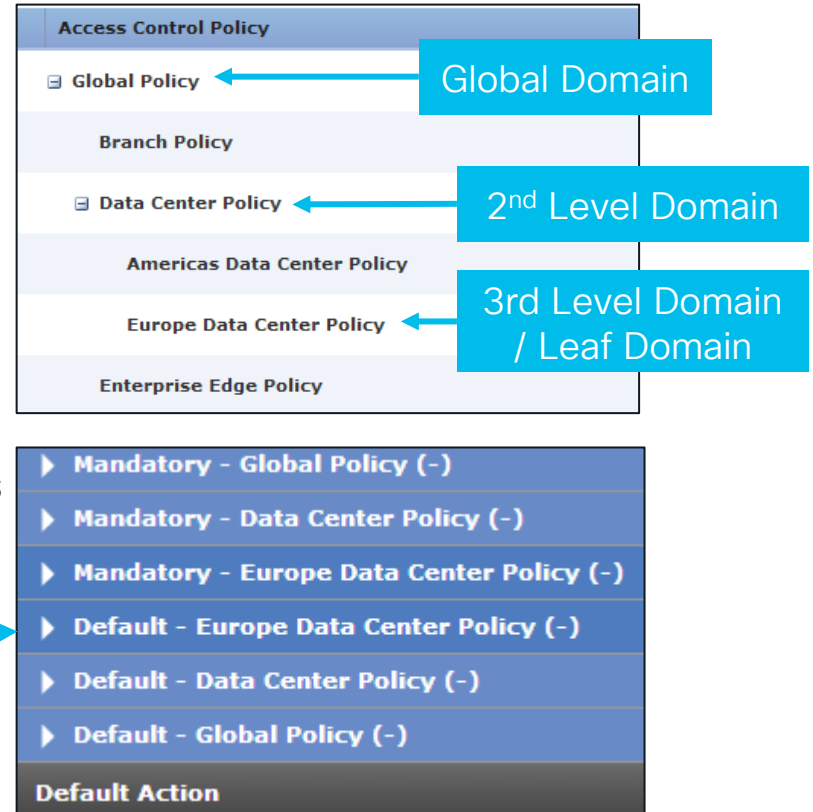 Access Control Policy
Global Policy
Global Domain
Branch Policy
Data Center Policy
2nd Level Domain
Americas Data Center Policy
Europe Data Center Policy
3rd Level Domain
/ Leaf Domain
Enterprise Edge Policy
Mandatory - Global Policy (-)
Mandatory - Data Center Policy (-)
Mandatory - Europe Data Center Policy (-)
Default - Europe Data Center Policy (-)
Default - Data Center Policy (-)
Default - Global Policy (-)
Default Action